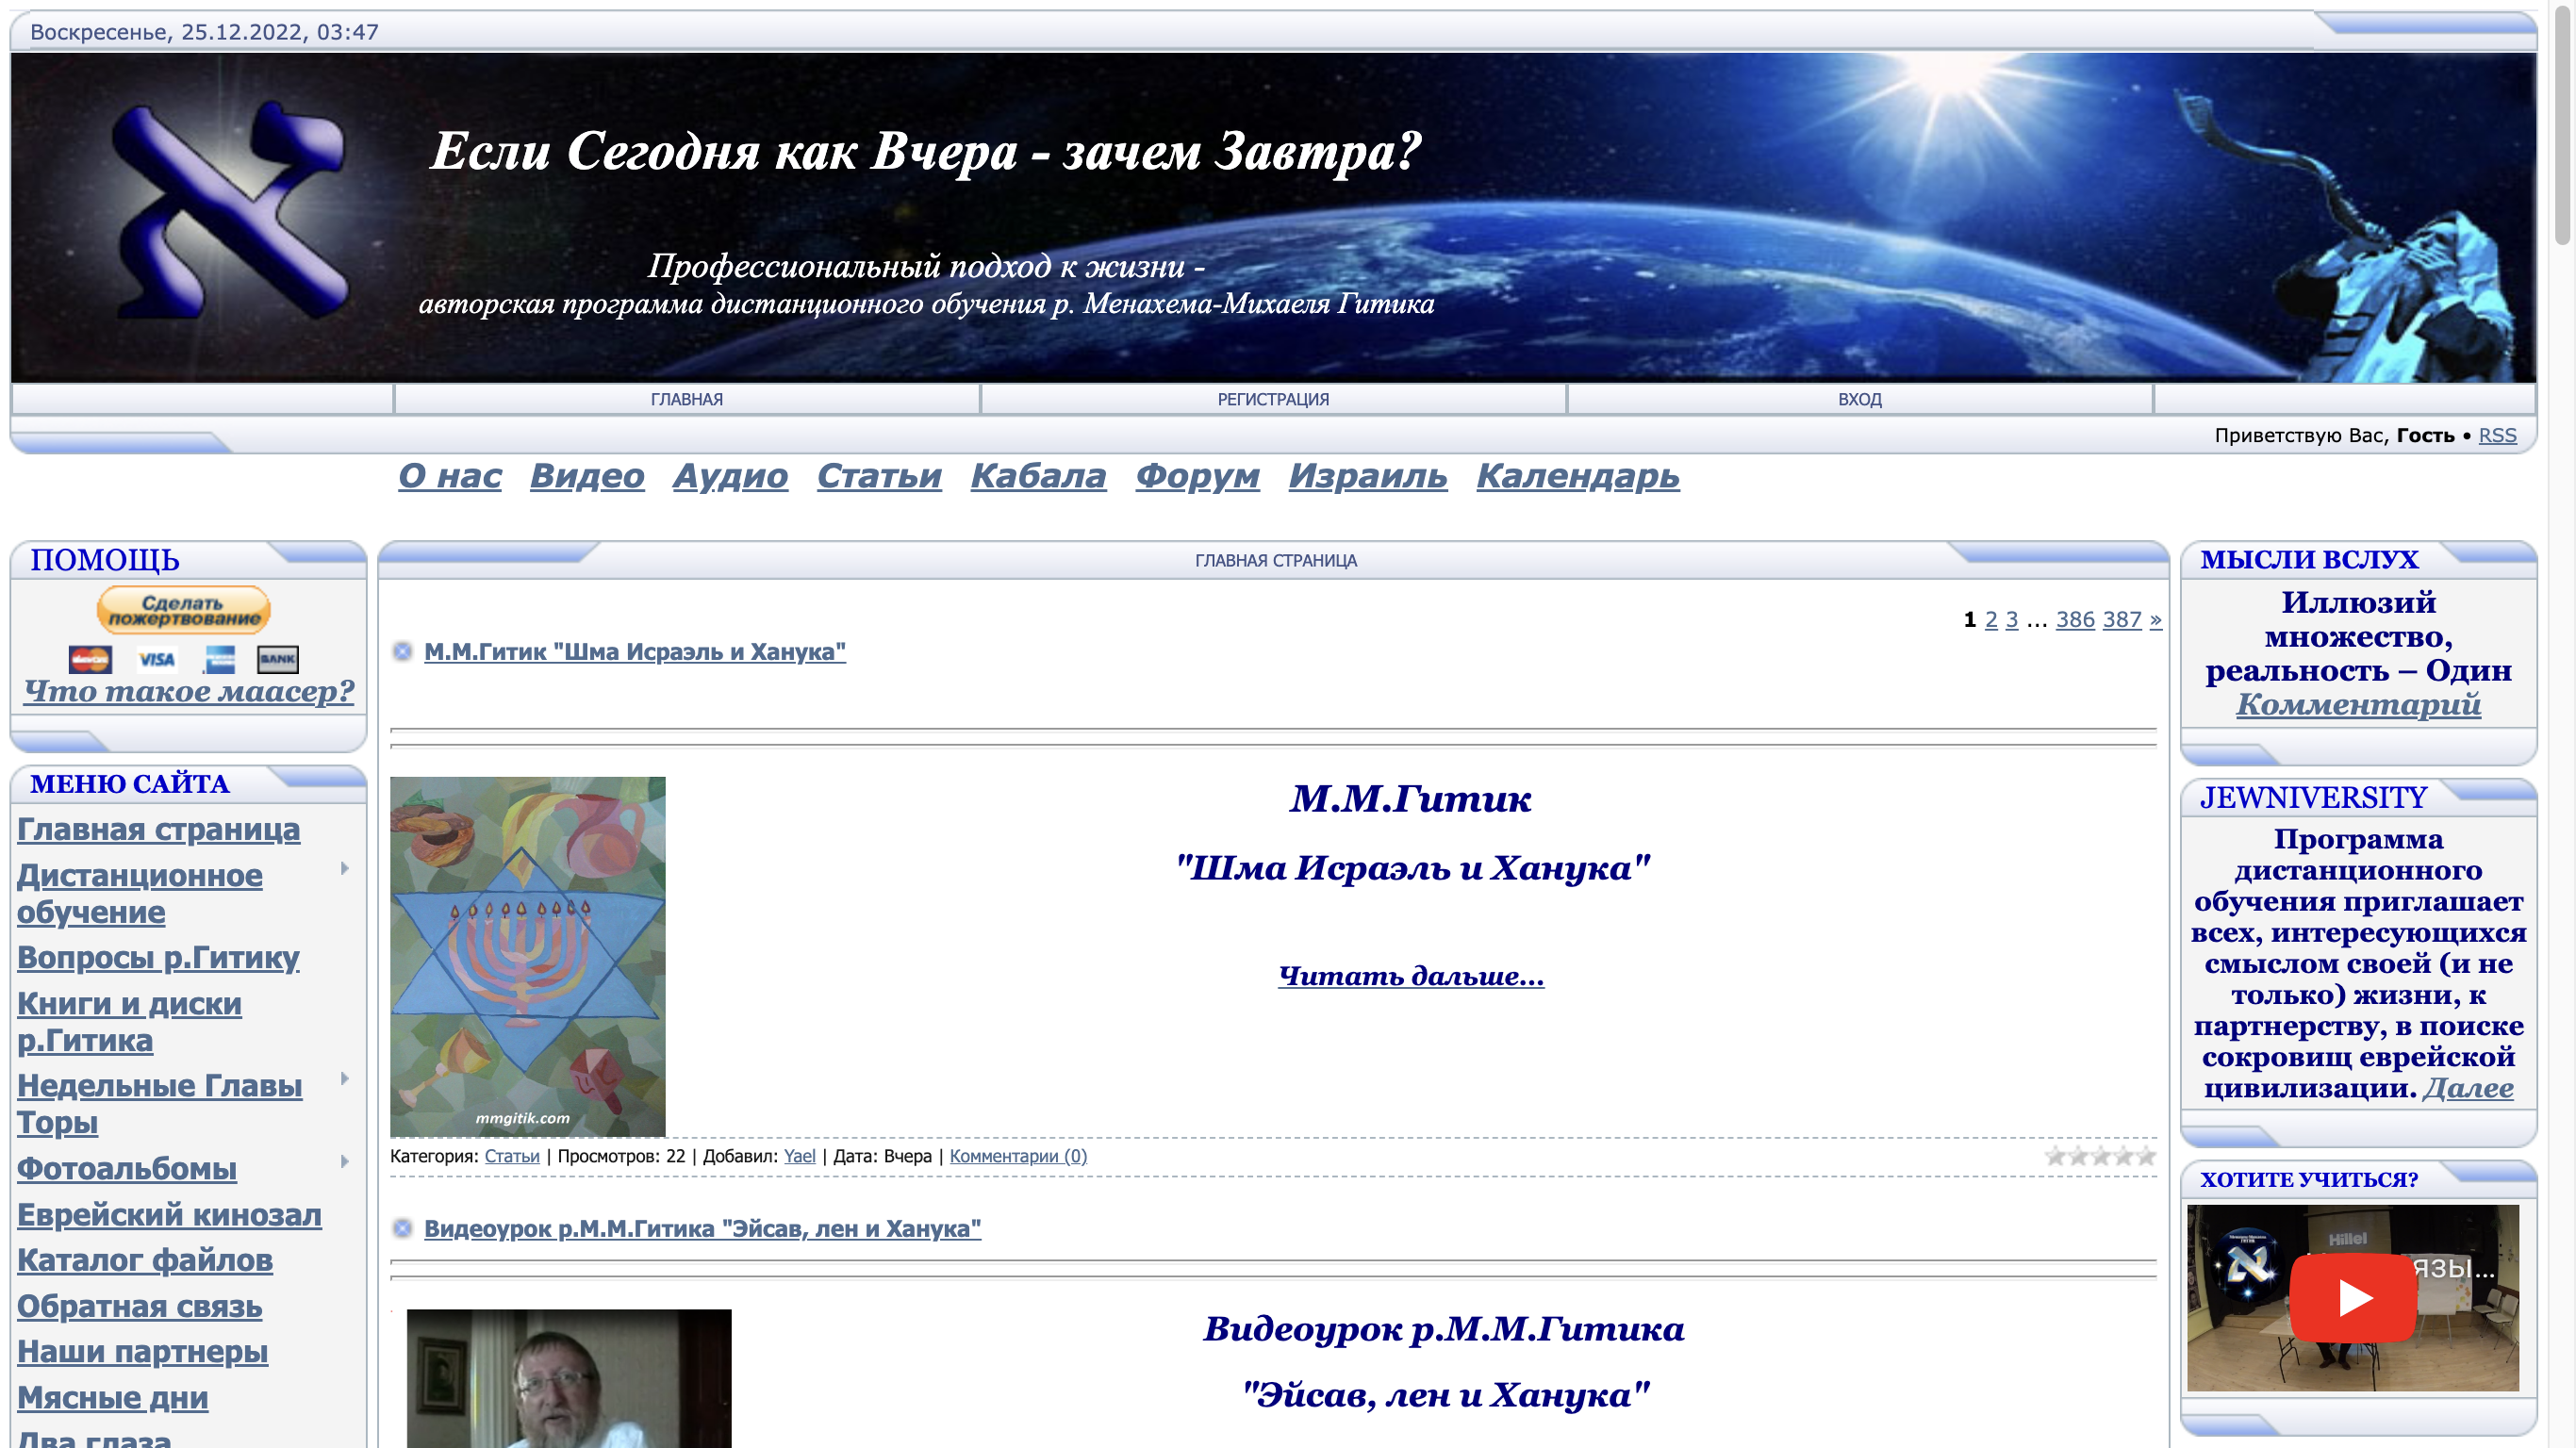 Воскресенье, 25.12.2022, 03:47
Если Сегодня как Вчера - зачем Завтра?
Профессиональный подход к жизни -
авторская программа дистанционного обучения р. Менахема-Михаеля Гитика
ГЛАВНАЯ
РЕГИСТРАЦИЯ
ВХОД
Приветствую Вас, Гость • RSS
О нас Видео Аудио Статьи Кабала Форум Израиль Календарь
ПОМОЩЬ
Сделать
пожертвование
VISA
BANK
Что такое маасер?
МЕНЮ САЙТА
Главная страница
Дистанционное
обучение
Вопросы р.Гитику
Книги и диски
р.Гитика
Недельные Главы
Торы
Фотоальбомы
Еврейский кинозал
Каталог файлов
Обратная связь
Наши партнеры
Мясные дни
Два глаза
ГЛАВНАЯ СТРАНИЦА
1 2 3 ... 386 387 »
М.М.Гитик "Шма Исраэль и Ханука"
М.М.Гитик
"Шма Исраэль и Ханука"
Читать дальше...
mmgitik.com
Категория: Статьи | Просмотров: 22 | Добавил: Yael | Дата: Вчера | Комментарии (0)
Видеоурок р.М.М.Гитика "Эйсав, лен и Ханука"
Видеоурок р.М.М.Гитика
"Эйсав, лен и Ханука"
МЫСЛИ ВСЛУХ
Иллюзий
множество,
реальность – Один
Комментарий
JEWNIVERSITY
Программа
дистанционного
обучения приглашает
всех, интересующихся
смыслом своей (и не
только) жизни, к
партнерству, в поиске
сокровищ еврейской
цивилизации. Далее
ХОТИТЕ УЧИТЬСЯ?
Hillel
язы...